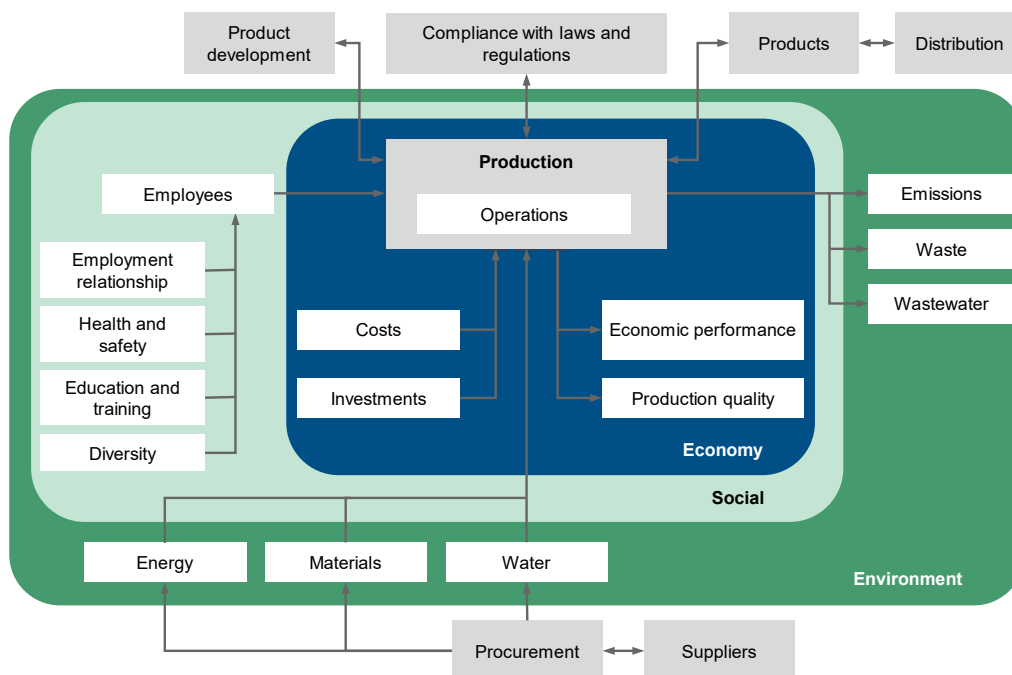 Product
development
Compliance with laws and
regulations
Products
Distribution
Production
Operations
Employees
Emissions
Waste
Wastewater
Employment
relationship
Health and
safety
Education and
training
Diversity
Costs
Investments
Economic performance
Production quality
Economy
Social
Energy
Materials
Water
Environment
Procurement
Suppliers